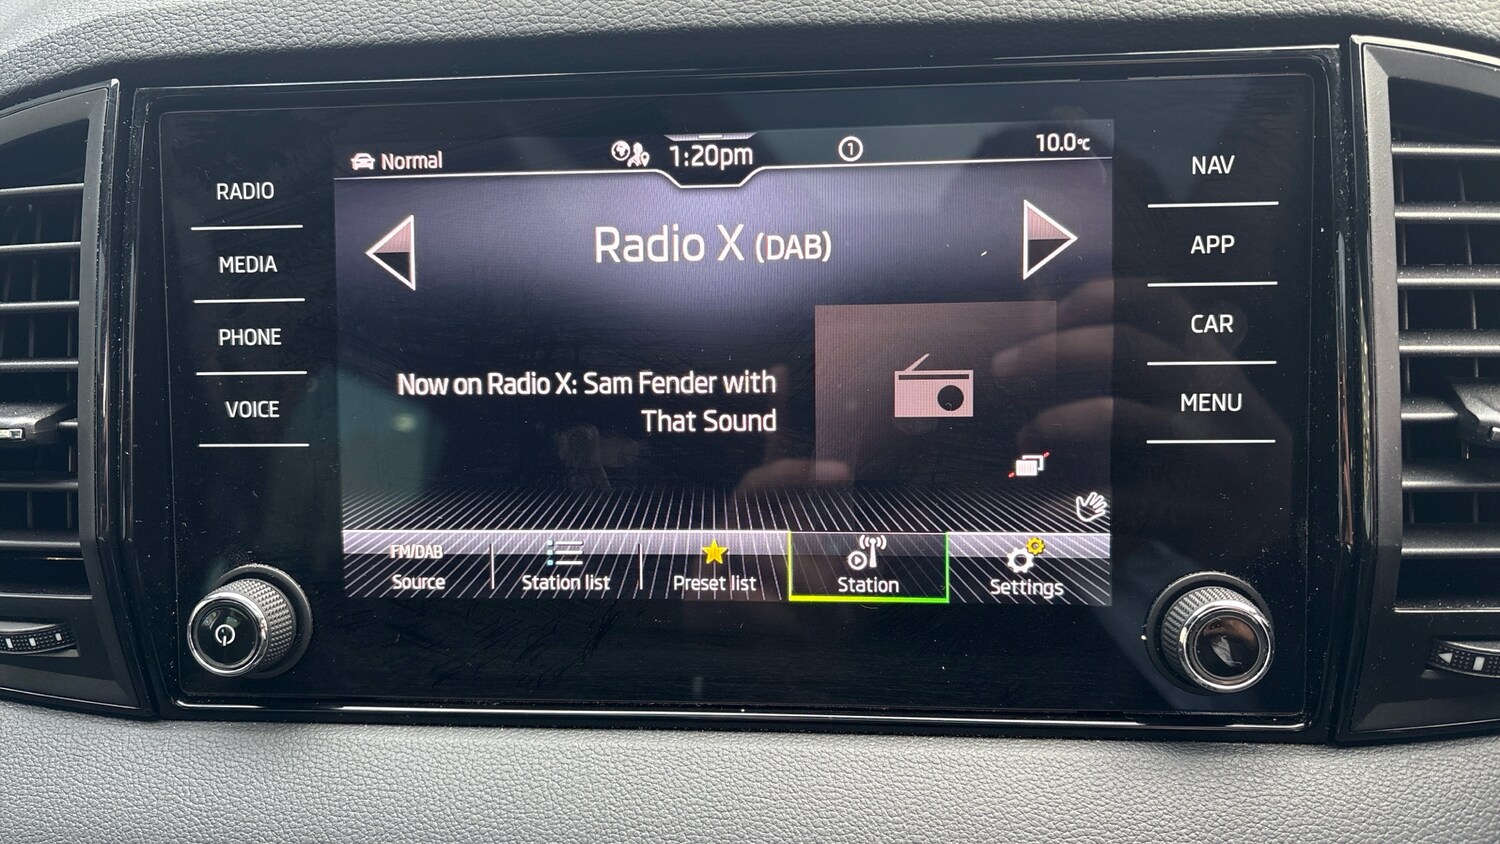 Normal
1:20pm
1
10.0°C
RADIO
MEDIA
PHONE
VOICE
Radio X (DAB)
Now on Radio X: Sam Fender with
That Sound
NAV
APP
CAR
MENU
FM/DAB
Source
Station list
Preset list
Station
Settings